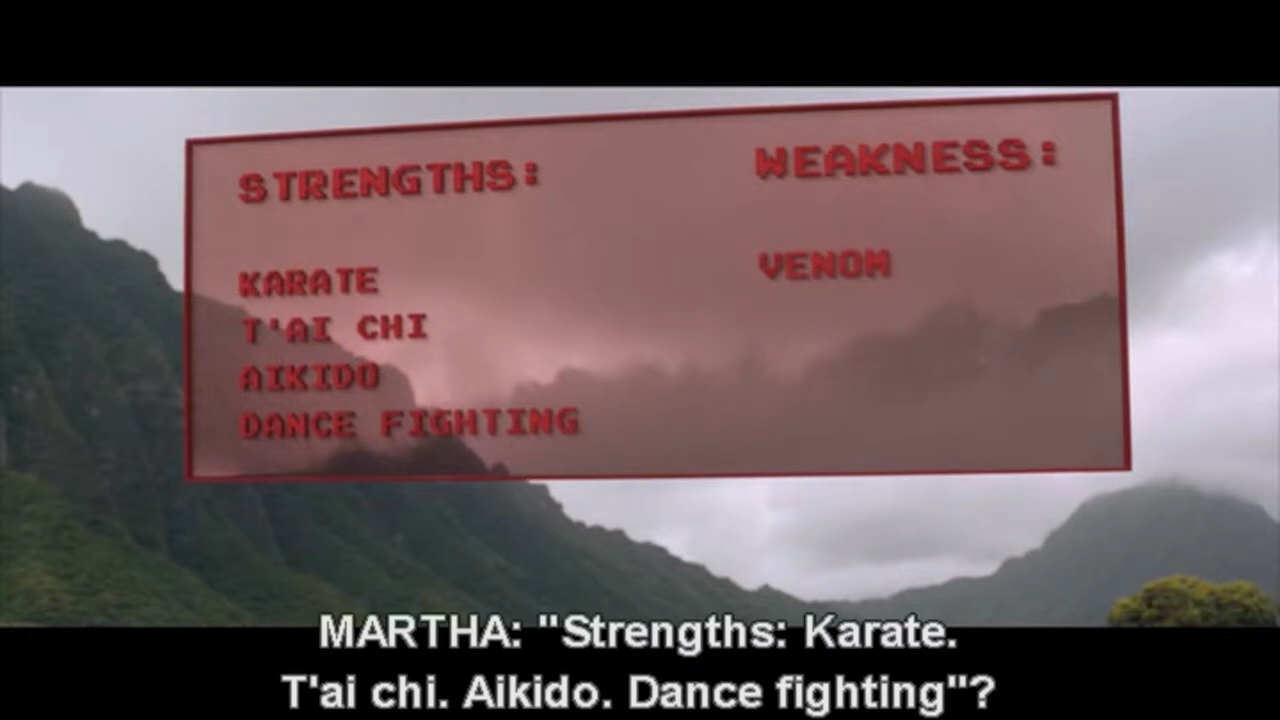 STRENGTHS:
KARATE
T'AI CHI
AIKIDO
DANCE FIGHTING
WEAKNESS:
VENOM
MARTHA: "Strengths: Karate.
T'ai chi. Aikido. Dance fighting"?